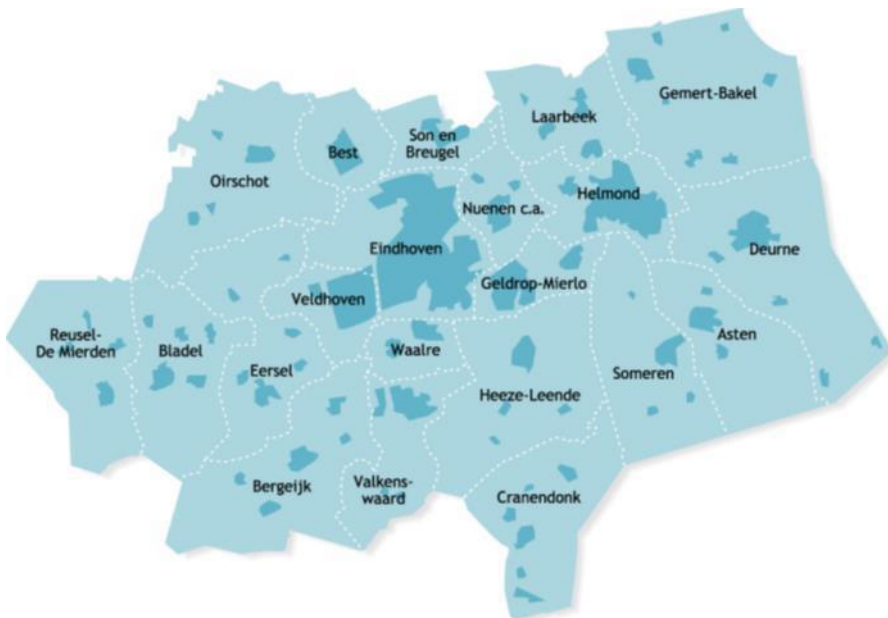 Gemert-Bakel
Laarbeek
Son en
Breugel
Best
Oirschot
Helmond
Nuenen c.a.
Eindhoven
Deurne
Geldrop-Mierlo
Veldhoven
Reusel-
De Mierden
Bladel
Waalre
Asten
Eersel
Someren
Heeze-Leende
Bergeijk
Valkens-
waard
Cranendonk